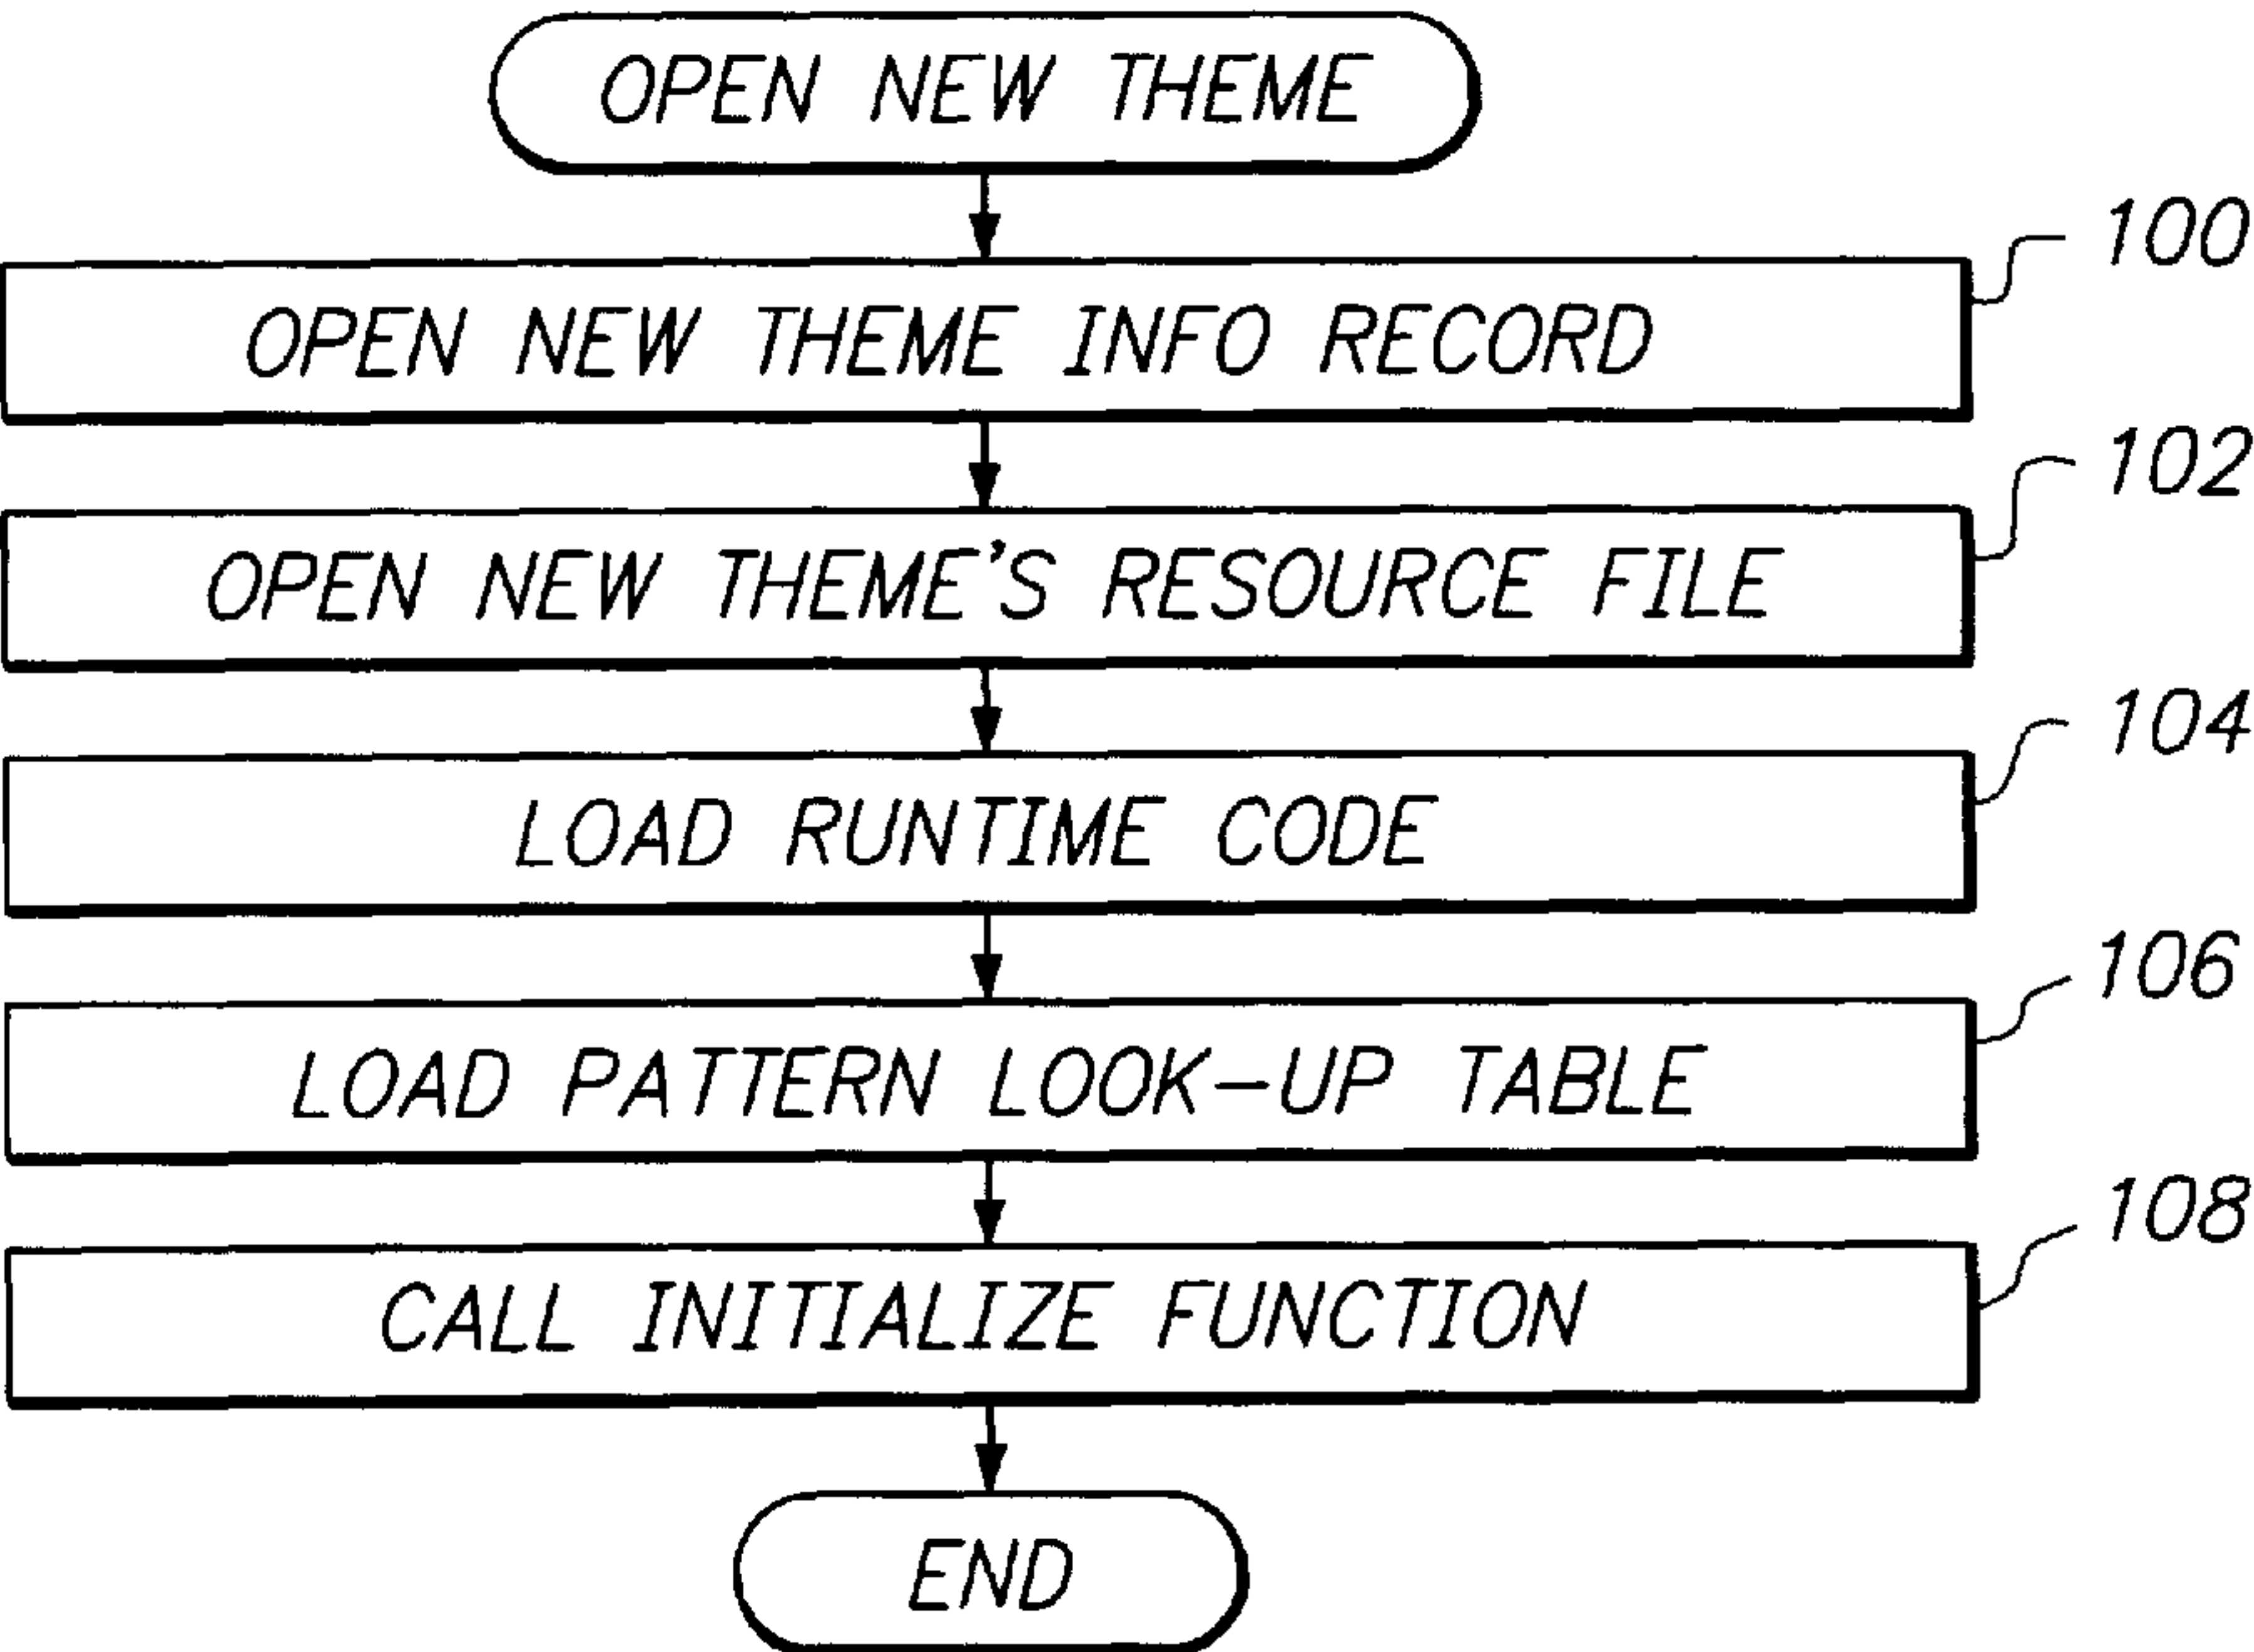 OPEN NEW THEME
100
OPEN NEW THEME INFO RECORD
102
OPEN NEW THEME'S RESOURCE FILE
104
LOAD RUNTIME CODE
106
LOAD PATTERN LOOK-UP TABLE
108
CALL INITIALIZE FUNCTION
END